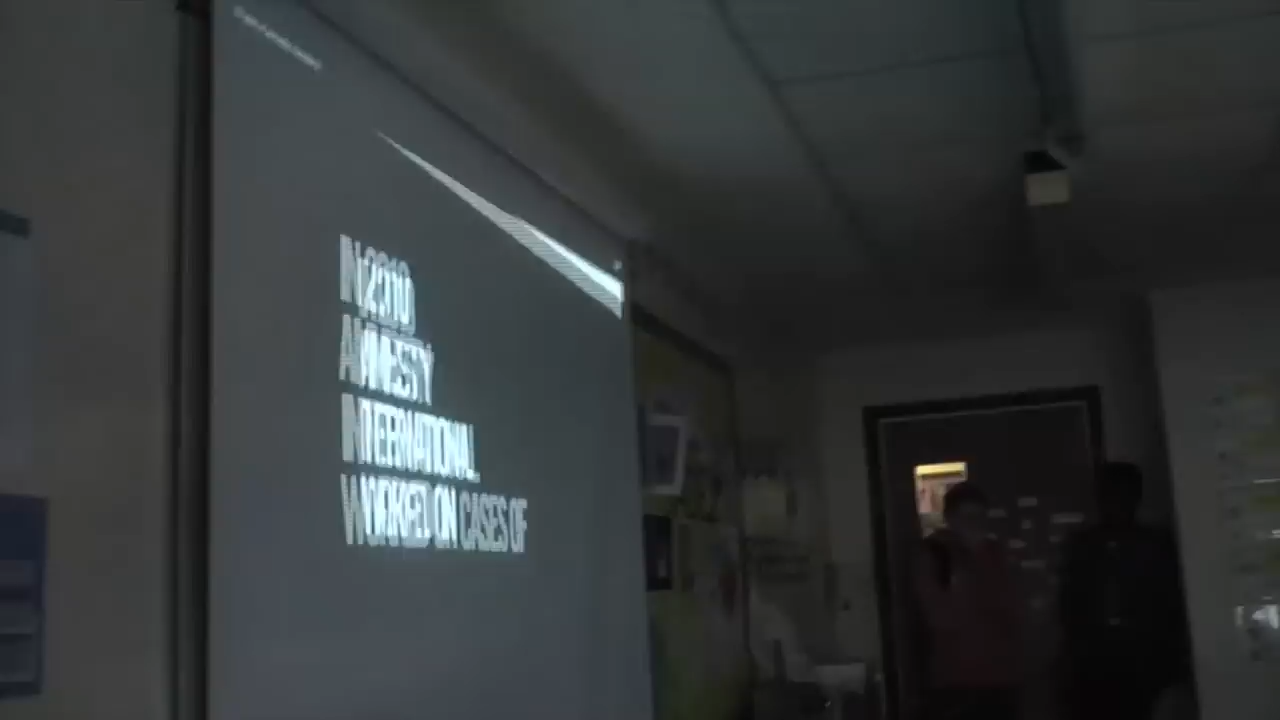 IN 2010
AMNESTY
INTERNATIONAL
WORKED ON CASES OF